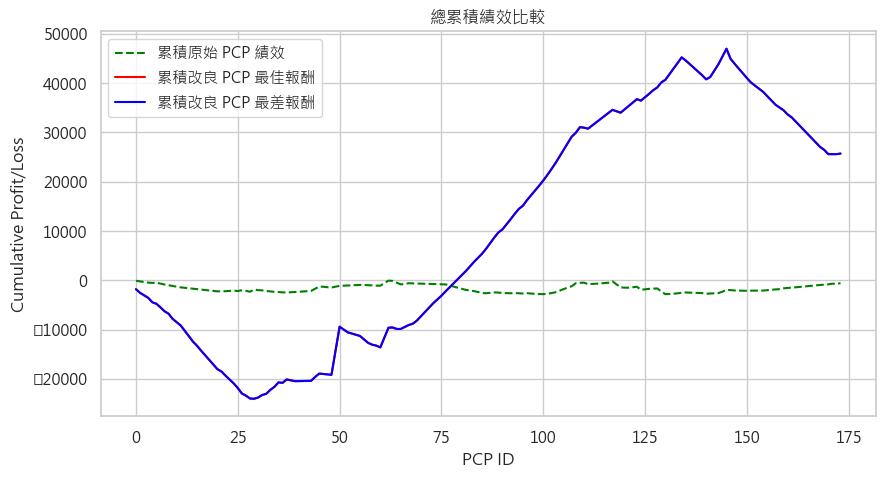 總累積績效比較
累積原始 PCP 績效
累積改良 PCP 最佳報酬
累積改良 PCP 最差報酬
Cumulative Profit/Loss
50000
40000
30000
20000
10000
0
▯10000
▯20000
0 25 50 75 100 125 150 175
PCP ID